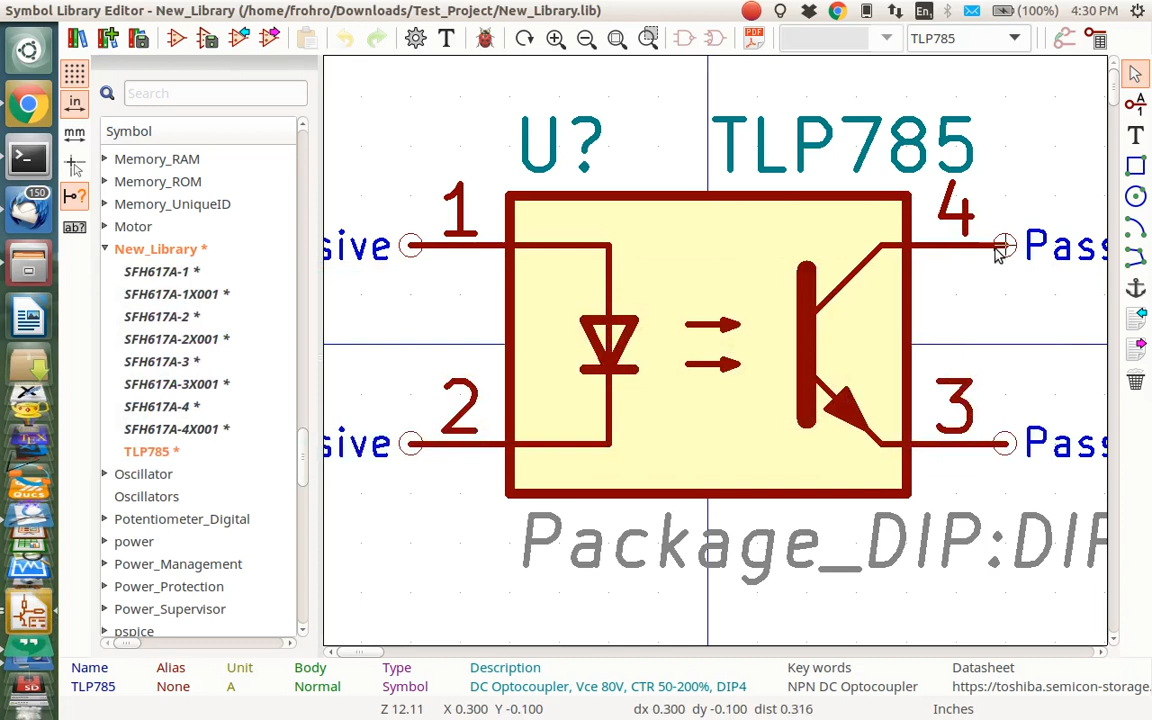 Symbol Library Editor - New_Library (/home/frohro/Downloads/Test_Project/New_Library.lib)
En
(100%)
4:30 PM
TLP785
Search
in
mm
ab?
150
Symbol
Memory_RAM
Memory_ROM
Memory_UniqueID
Motor
New_Library *
SFH617A-1 *
SFH617A-1X001 *
SFH617A-2 *
SFH617A-2X001 *
SFH617A-3 *
SFH617A-3X001 *
SFH617A-4 *
SFH617A-4X001 *
TLP785 *
Oscillator
Oscillators
Potentiometer_Digital
power
Power_Management
Power_Protection
Power_Supervisor
pspice
U? TLP785
1 4
sive Pass
2 3
sive Pass
Package_DIP:DIP
Name Alias Unit Body Type Description Key words Datasheet
TLP785 None A Normal Symbol DC Optocoupler, Vce 80V, CTR 50-200%, DIP4 NPN DC Optocoupler https://toshiba.semicon-storage.
Z 12.11 X 0.300 Y -0.100 dx 0.300 dy -0.100 dist 0.316 Inches